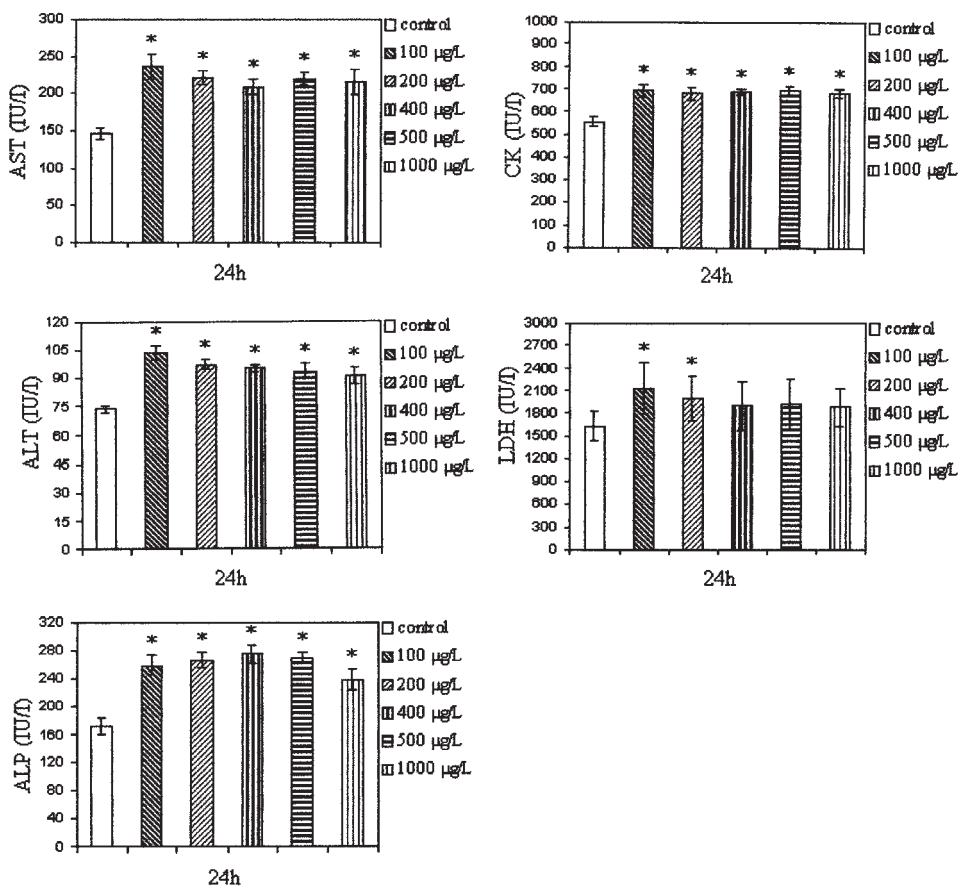 AST (IU/l)
300
250
200
150
100
50
0
* * * * *
24h
control
100 µg/L
200 µg/L
400 µg/L
500 µg/L
1000 µg/L
CK (IU/l)
1000
900
800
700
600
500
400
300
200
100
0
* * * * *
24h
control
100 µg/L
200 µg/L
400 µg/L
500 µg/L
1000 µg/L
ALT (IU/l)
120
105
90
75
60
45
30
15
0
* * * * *
24h
control
100 µg/L
200 µg/L
400 µg/L
500 µg/L
1000 µg/L
LDH (IU/l)
3000
2700
2400
2100
1800
1500
1200
900
600
300
0
* *
24h
control
100 µg/L
200 µg/L
400 µg/L
500 µg/L
1000 µg/L
ALP (IU/l)
320
280
240
200
160
120
80
40
0
* * * * *
24h
control
100 µg/L
200 µg/L
400 µg/L
500 µg/L
1000 µg/L